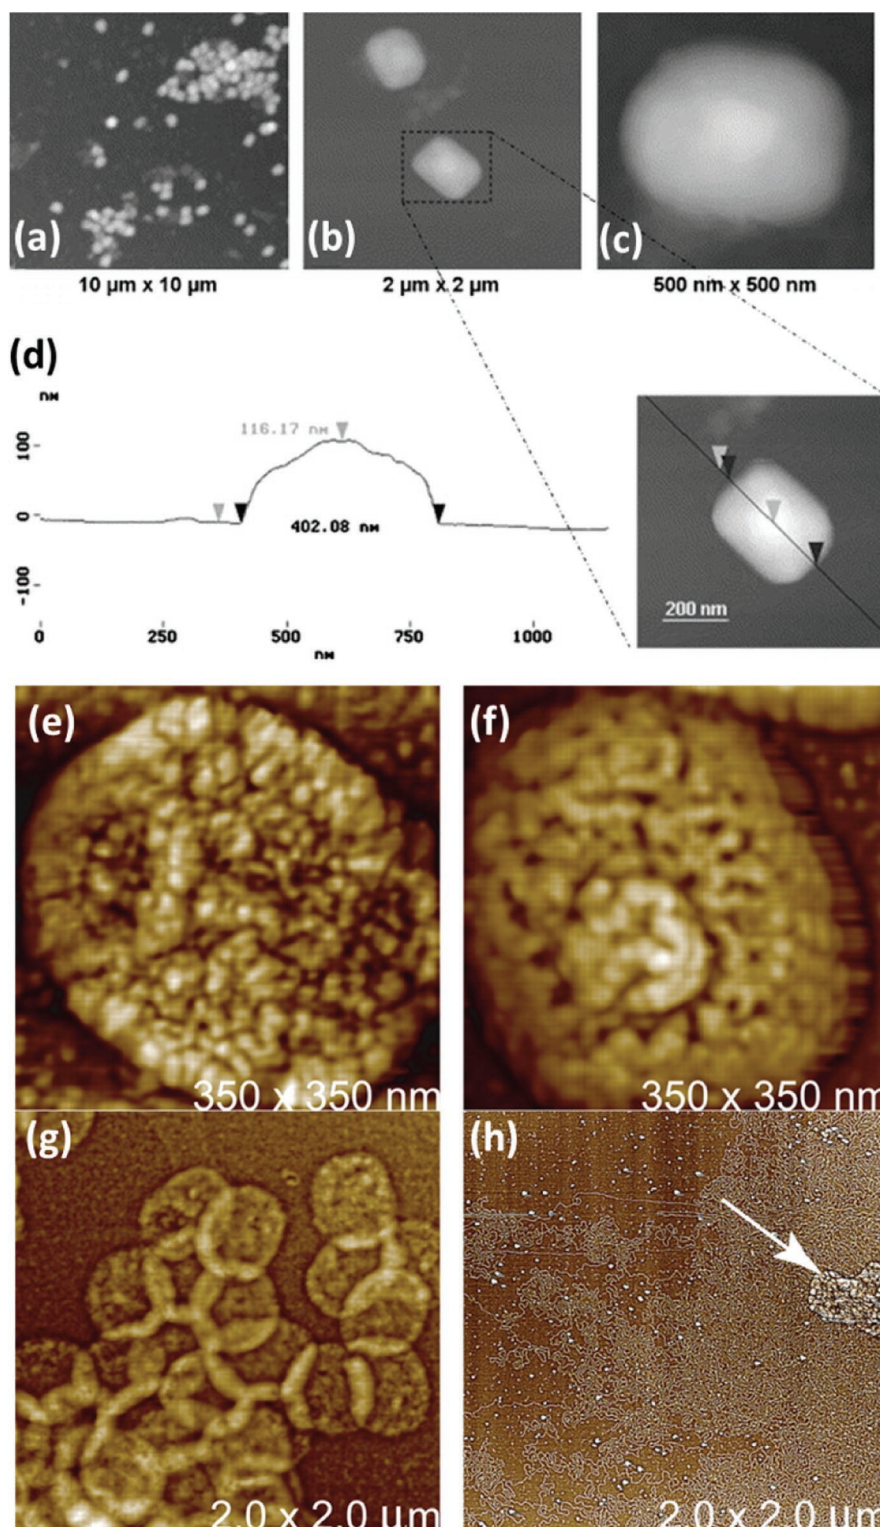 (a)
(b)
(c)
10 µm x 10 µm
2 µm x 2 µm
500 nm x 500 nm
(d)
nm
116.17 nm
100
0
402.08 nm
-100
0 250 500 750 1000
nm
200 nm
(e)
(f)
350 x 350 nm
350 x 350 nm
(g)
(h)
2.0 x 2.0 µm
2.0 x 2.0 µm